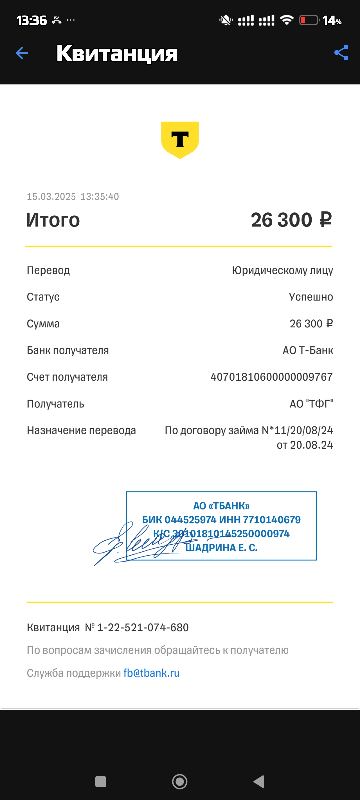 13:36
14%
Квитанция
Т
15.03.2025 13:35:40
Итого 26 300 ₽
Перевод Юридическому лицу
Статус Успешно
Сумма 26 300 ₽
Банк получателя АО Т-Банк
Счет получателя 40701810600000009767
Получатель АО "ТФГ"
Назначение перевода По договору займа N*11/20/08/24
от 20.08.24
АО «ТБАНК»
БИК 044525974 ИНН 7710140679
К/С 30101810145250000974
ШАДРИНА Е. С.
Квитанция № 1-22-521-074-680
По вопросам зачисления обращайтесь к получателю
Служба поддержки fb@tbank.ru